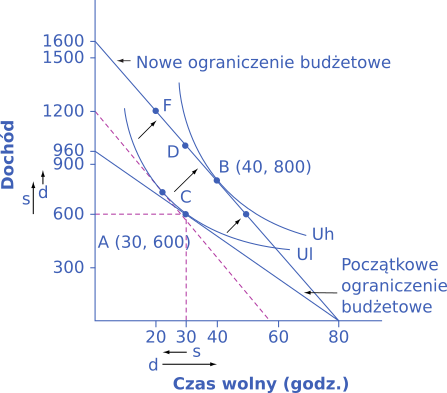 1600
1500
Nowe ograniczenie budżetowe
F
1200
D
B (40, 800)
960
900
Dochód
s
d
C
600
A (30, 600)
Uh
Ul
300
Początkowe
ograniczenie
budżetowe
20
30
40
60
80
s
d
Czas wolny (godz.)